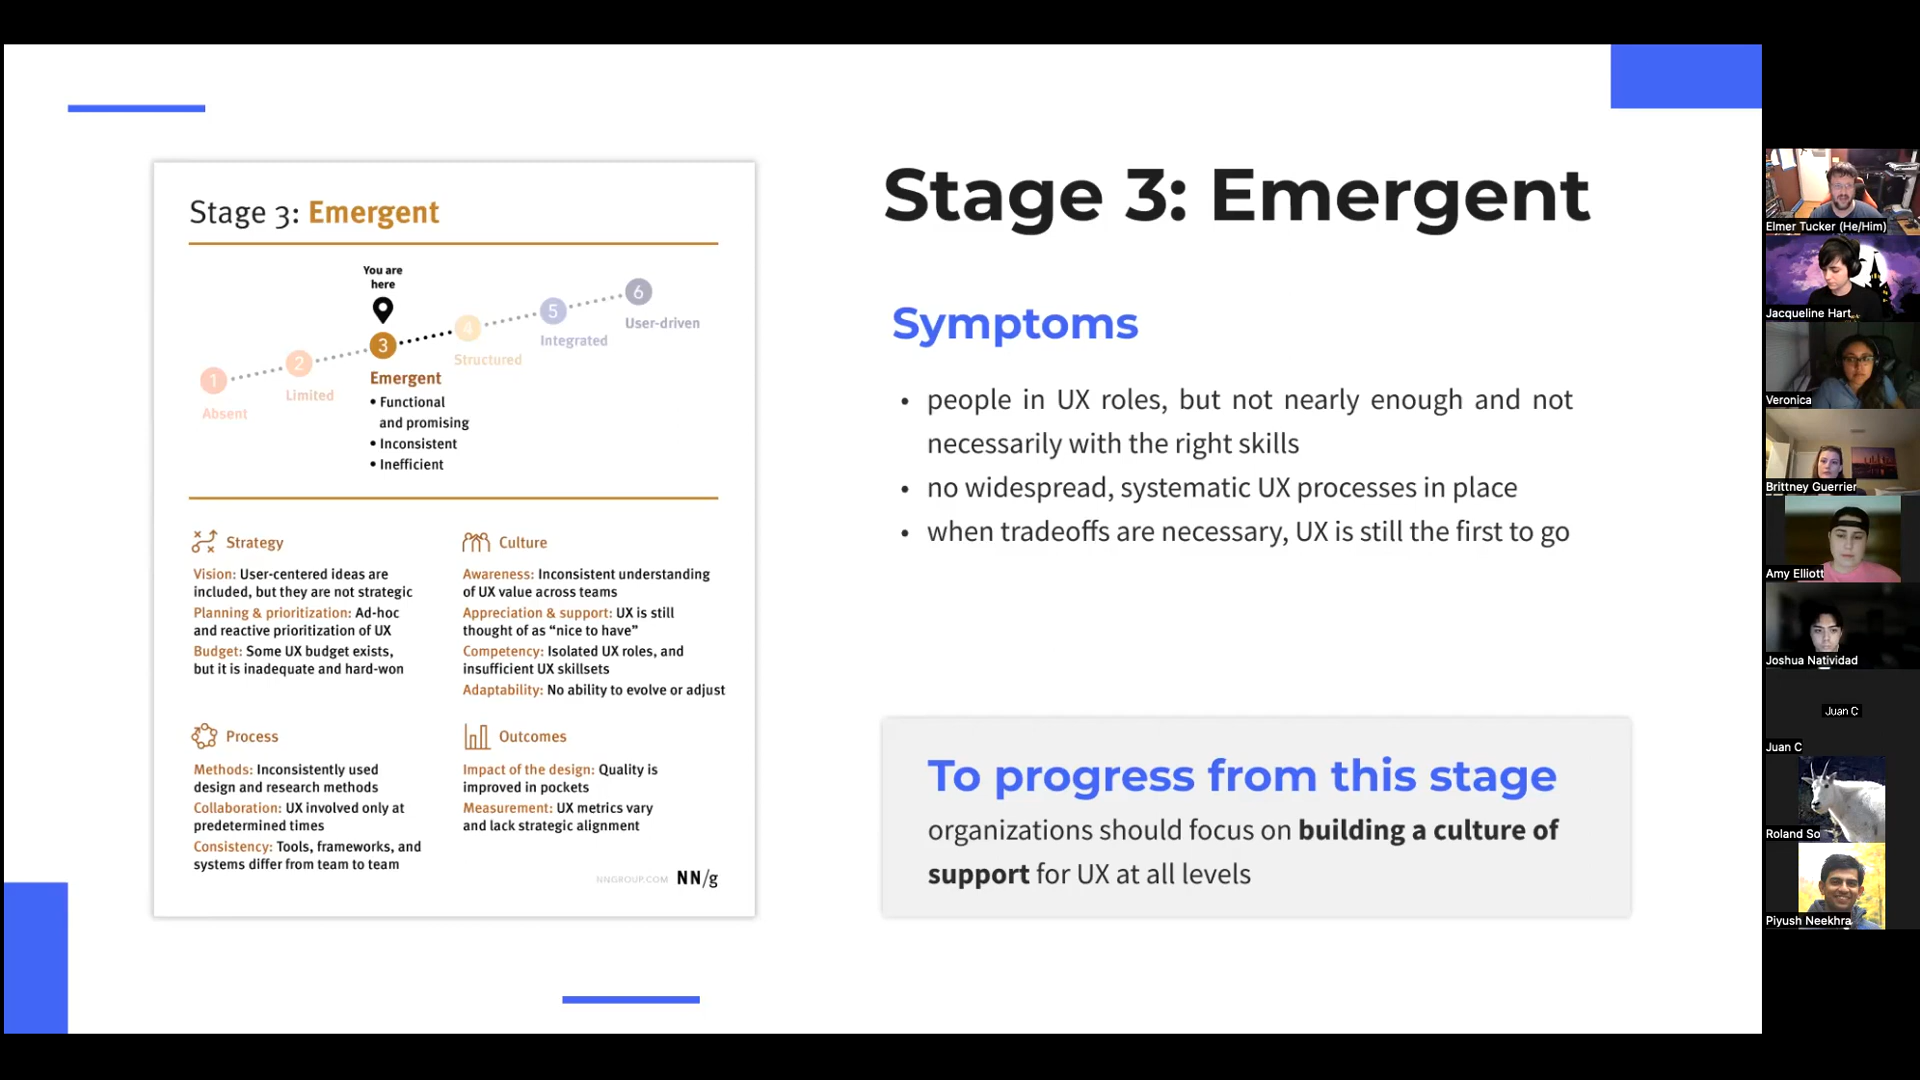 Stage 3: Emergent
You are
here
1
2
3
4
5
6
Absent
Limited
Emergent
Structured
Integrated
User-driven
• Functional
and promising
• Inconsistent
• Inefficient
Strategy
Vision: User-centered ideas are
included, but they are not strategic
Planning & prioritization: Ad-hoc
and reactive prioritization of UX
Budget: Some UX budget exists,
but it is inadequate and hard-won
Culture
Awareness: Inconsistent understanding
of UX value across teams
Appreciation & support: UX is still
thought of as “nice to have”
Competency: Isolated UX roles, and
insufficient UX skillsets
Adaptability: No ability to evolve or adjust
Process
Methods: Inconsistently used
design and research methods
Collaboration: UX involved only at
predetermined times
Consistency: Tools, frameworks, and
systems differ from team to team
Outcomes
Impact of the design: Quality is
improved in pockets
Measurement: UX metrics vary
and lack strategic alignment
NNGROUP.COM NN/g
Stage 3: Emergent
Symptoms
• people in UX roles, but not nearly enough and not
necessarily with the right skills
• no widespread, systematic UX processes in place
• when tradeoffs are necessary, UX is still the first to go
To progress from this stage
organizations should focus on building a culture of
support for UX at all levels
Elmer Tucker (He/Him)
Jacqueline Hart
Veronica
Brittney Guerrier
Amy Elliott
Joshua Natividad
Juan C
Juan C
Roland So
Piyush Neekhra